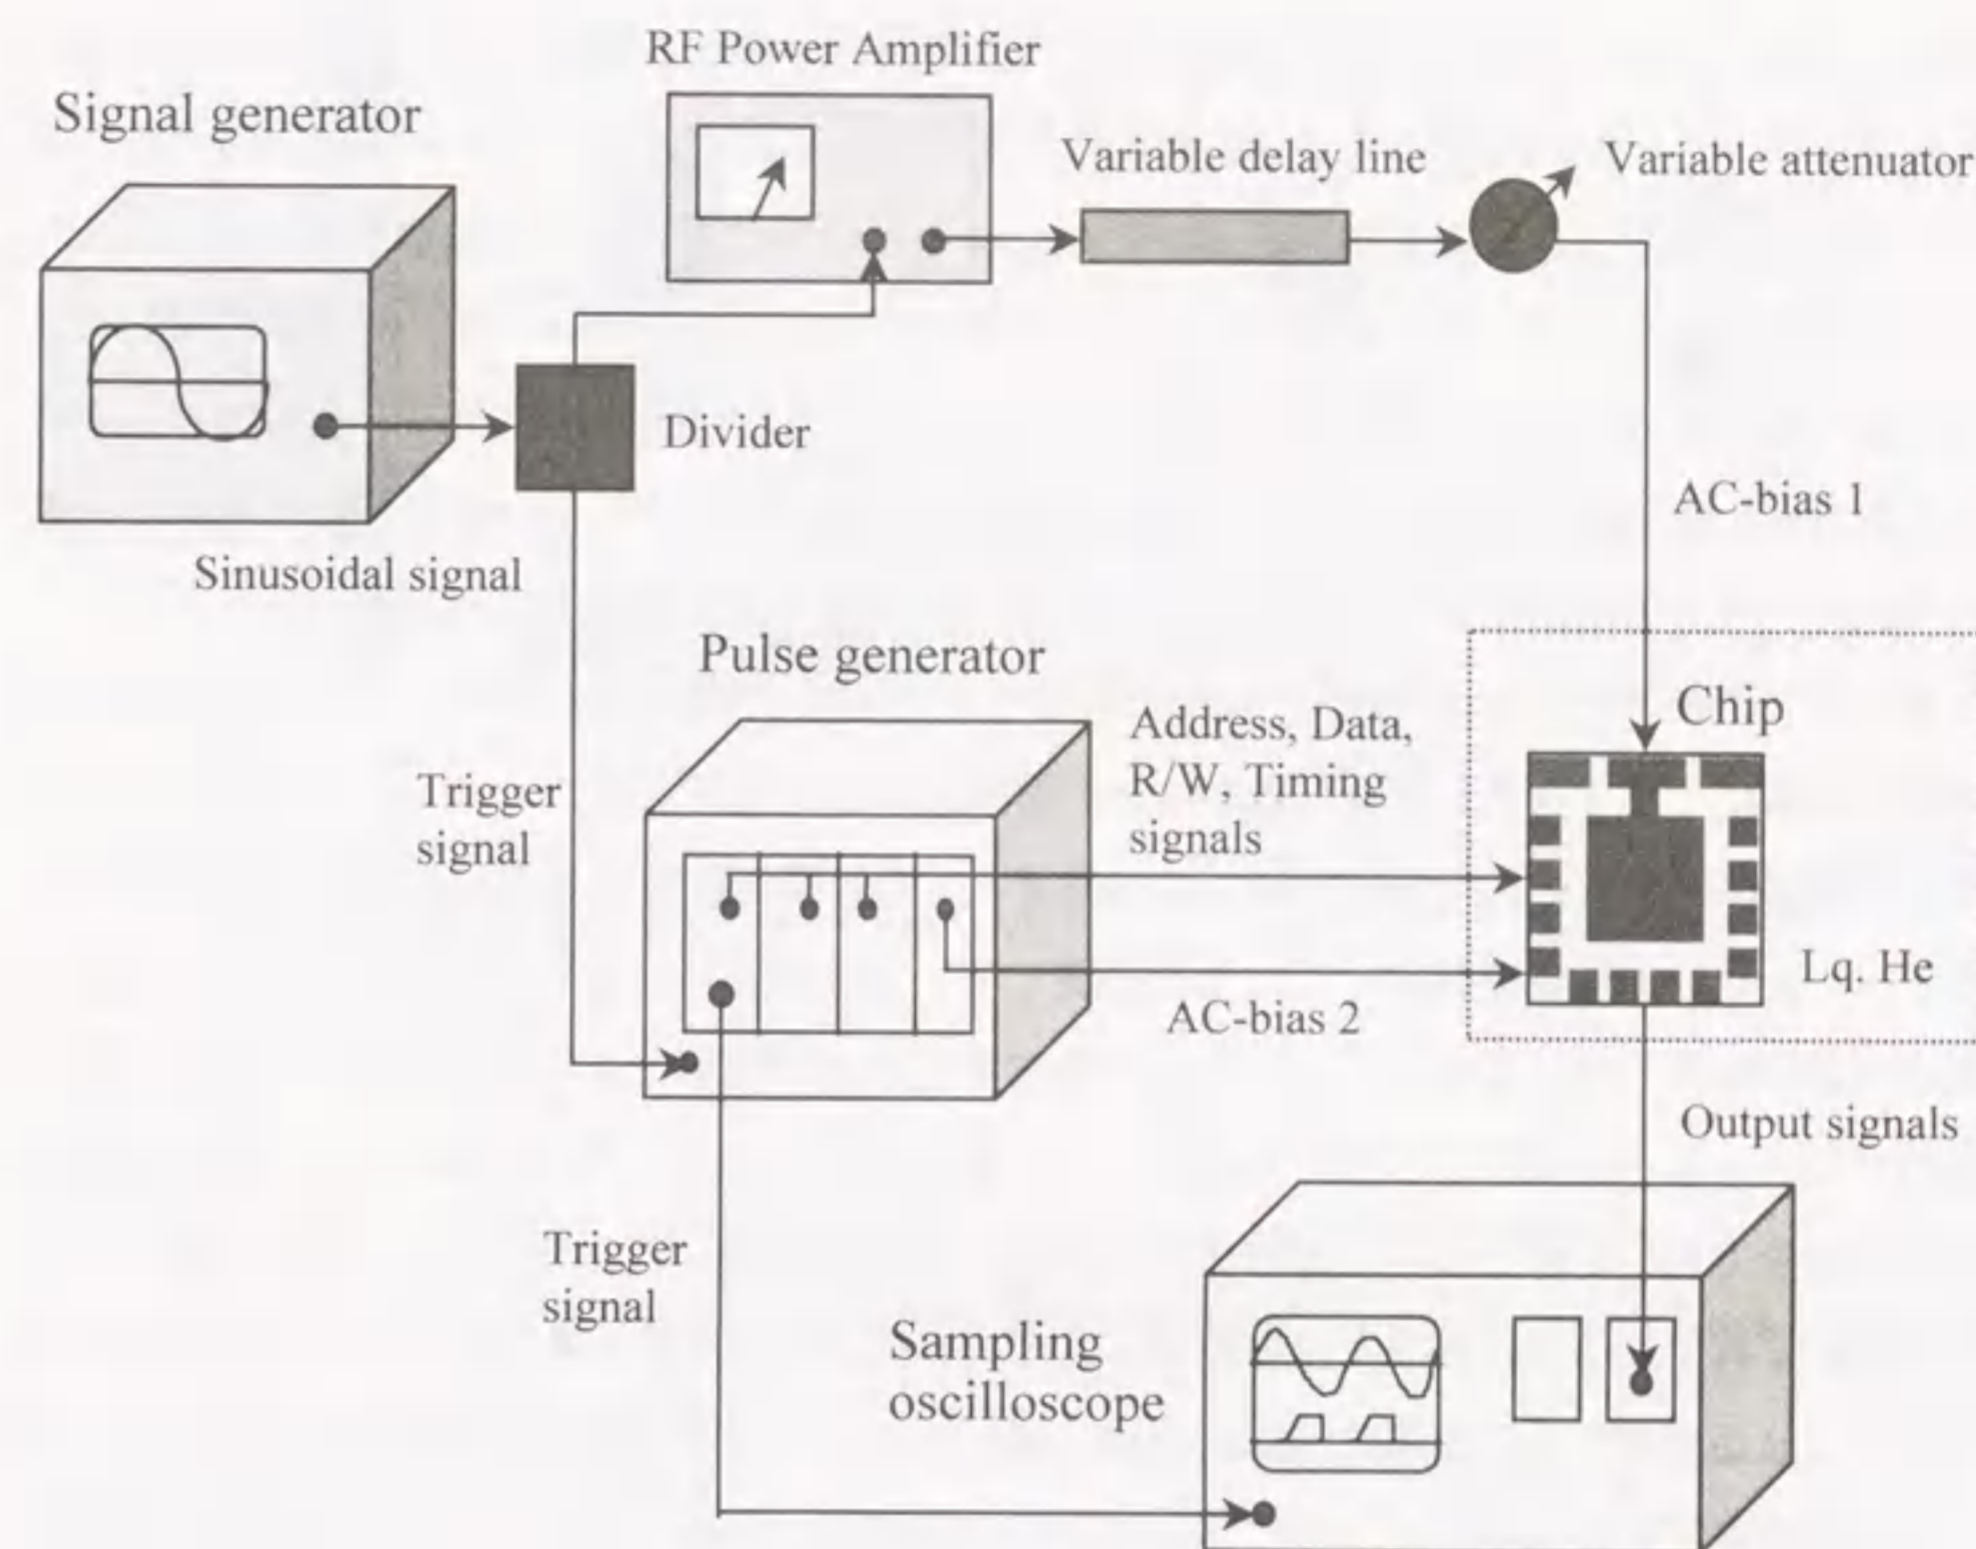 RF Power Amplifier
Signal generator
Variable delay line
Variable attenuator
Divider
AC-bias 1
Sinusoidal signal
Pulse generator
Chip
Address, Data,
R/W, Timing
signals
Trigger
signal
Lq. He
AC-bias 2
Output signals
Trigger
signal
Sampling
oscilloscope